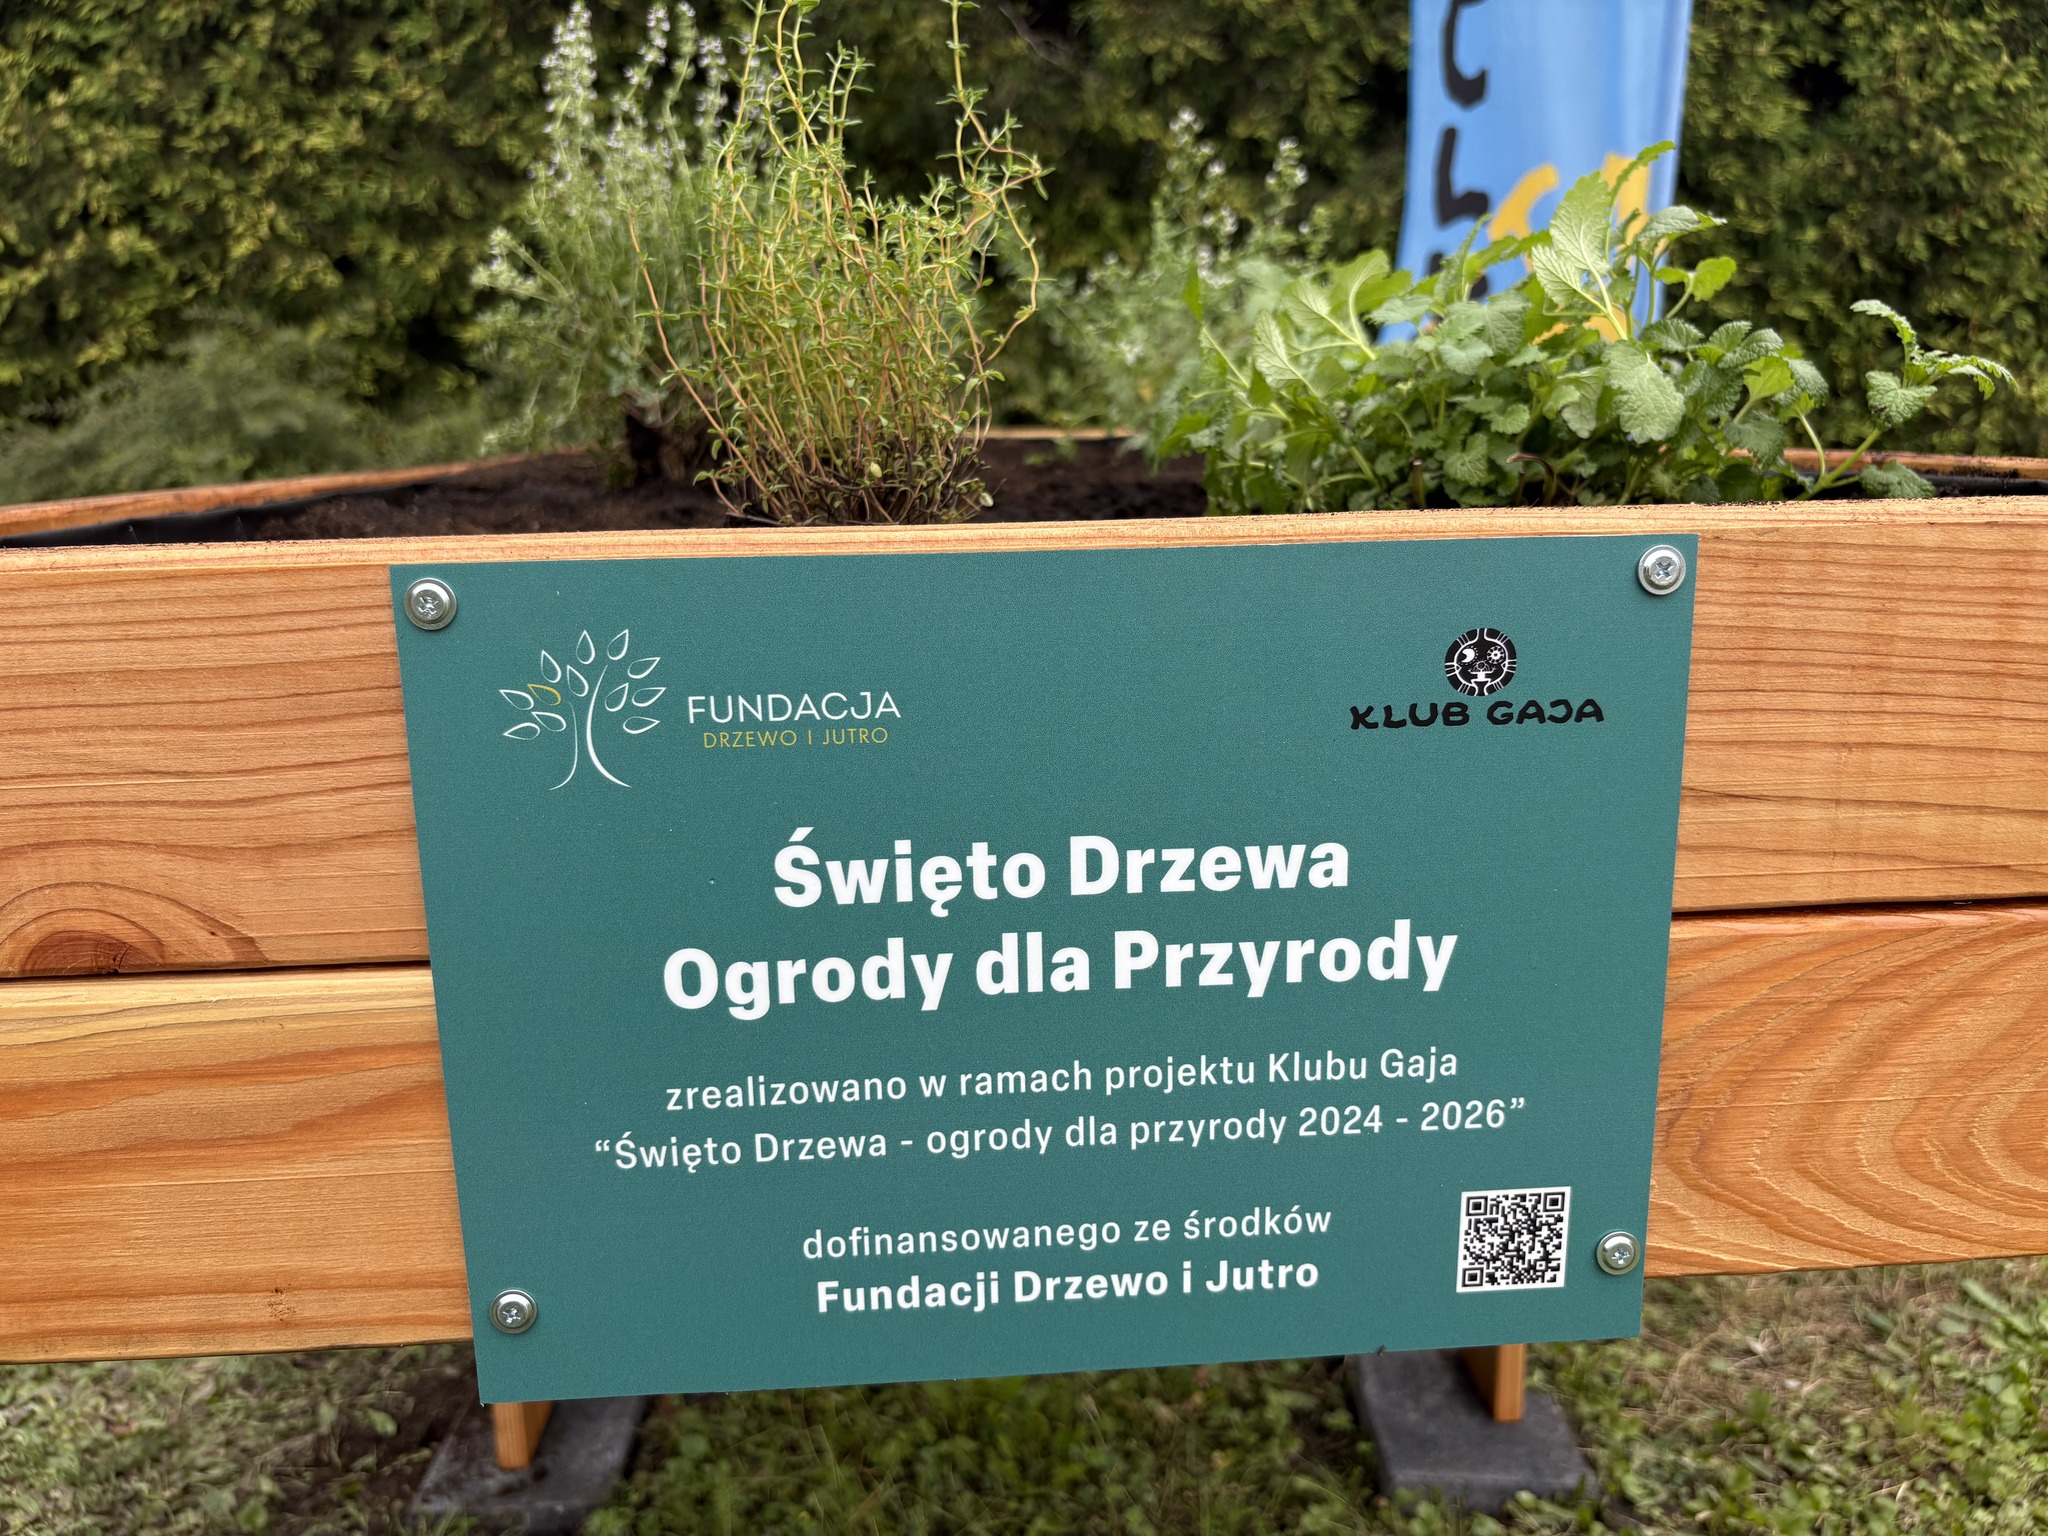 FUNDACJA
DRZEWO I JUTRO
KLUB GAJA
Święto Drzewa
Ogrody dla Przyrody
zrealizowano w ramach projektu Klubu Gaja
“Święto Drzewa - ogrody dla przyrody 2024 - 2026”
dofinansowanego ze środków
Fundacji Drzewo i Jutro